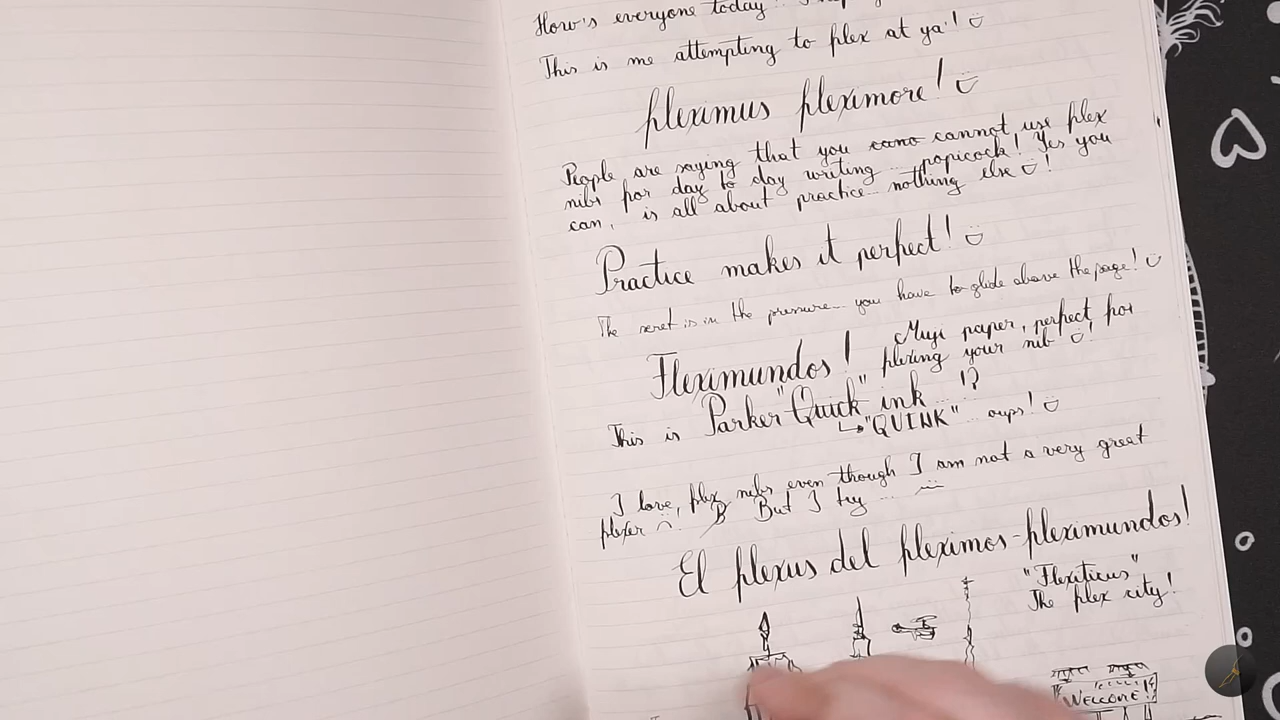 How's everyone today
This is me attempting to flex at ya'!
fleximus fleximore!
People are saying that you cano cannot use flex
nibs for day to day writing ... popicock! Yes you
can, is all about practice... nothing else!
Practice makes it perfect!
The secret is in the pressure... you have to glide above the page!
Fleximundos!
Muji paper, perfect for
flexing your nib!
This is Parker "Quick" ink ... !?
"QUINK" ... oups!
I love, flex nibs even though I am not a very great
flexer. B But I try ...
El flexus del fleximos-fleximundos!
"Flexiticus"
The flex city!
WELCOME!